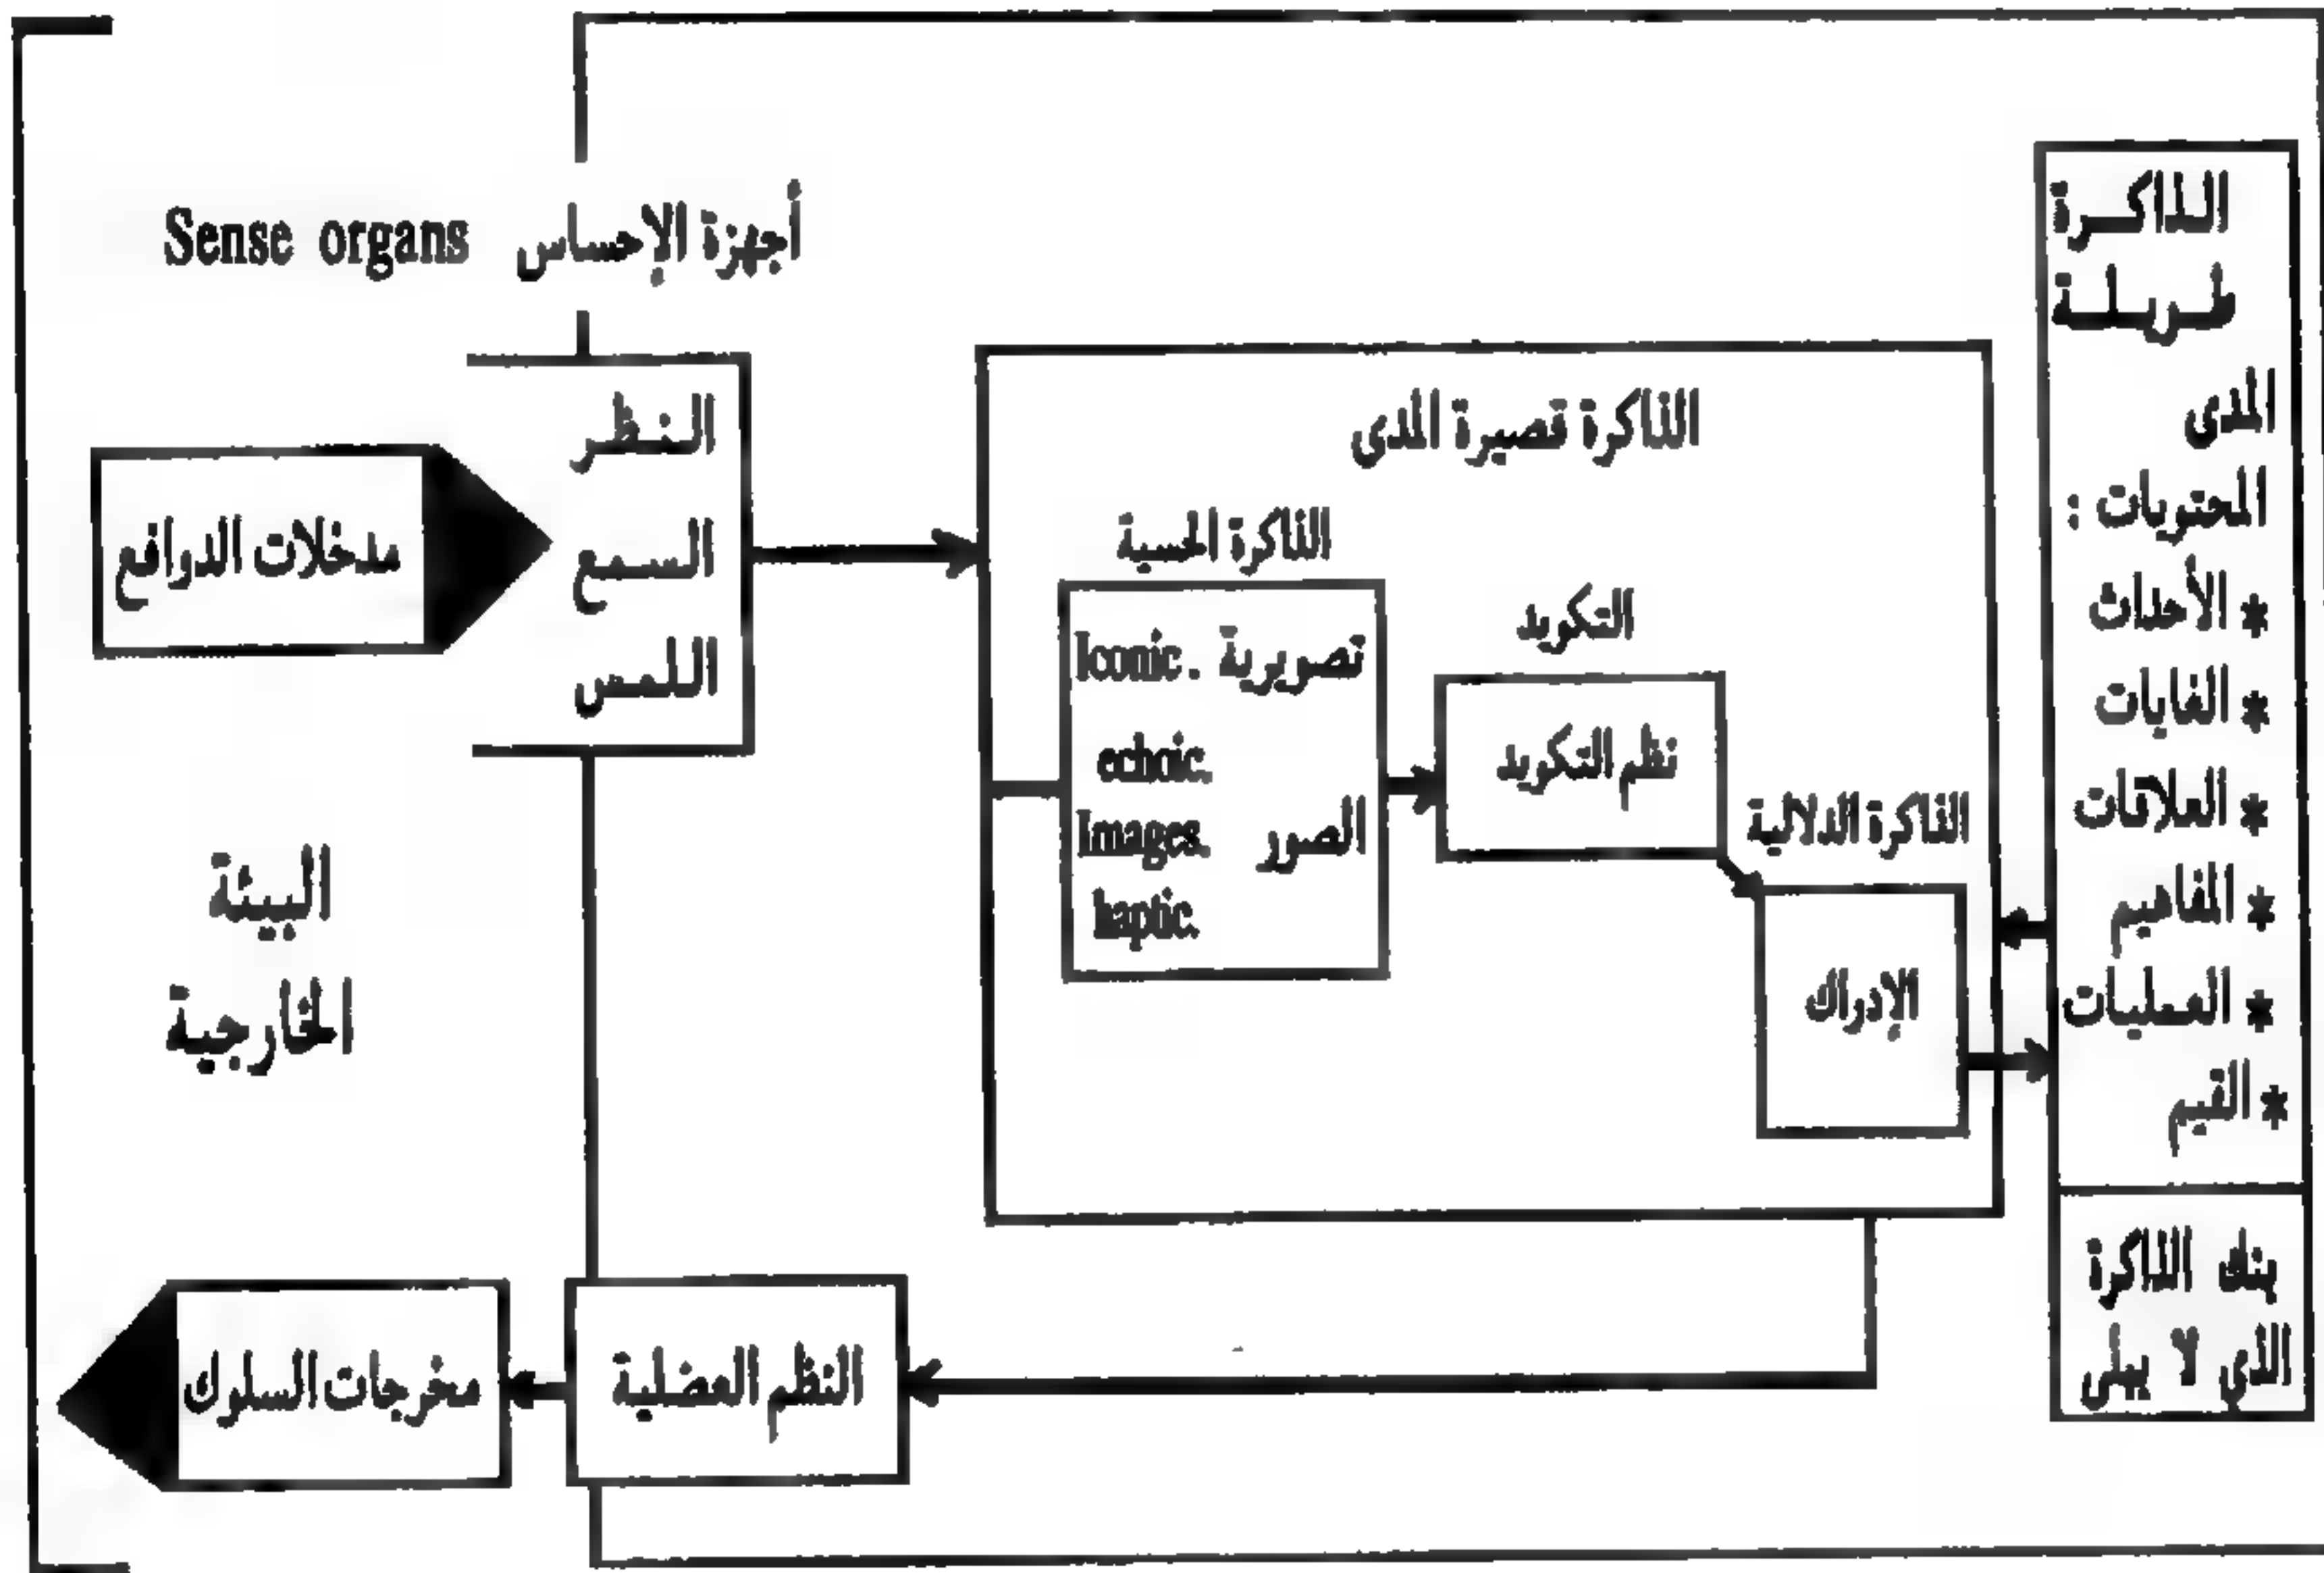 أجهزة الإحساس Sense organs
النظر
السمع
اللمس
مدخلات الدوافع
البيئة
الخارجية
الذاكرة قصيرة المدى
الذاكرة الحسية
تصويرية Iconic.
echoic.
الصور Images.
haptic.
التكويد
نظم التكويد
الذاكرة الدلالية
الإدراك
الذاكرة
طويلة
المدى
المحتويات :
* الأحداث
* الغايات
* العلاقات
* المفاهيم
* العمليات
* القيم
بنك الذاكرة
الذي لا يبلى
النظم العضلية
مخرجات السلوك